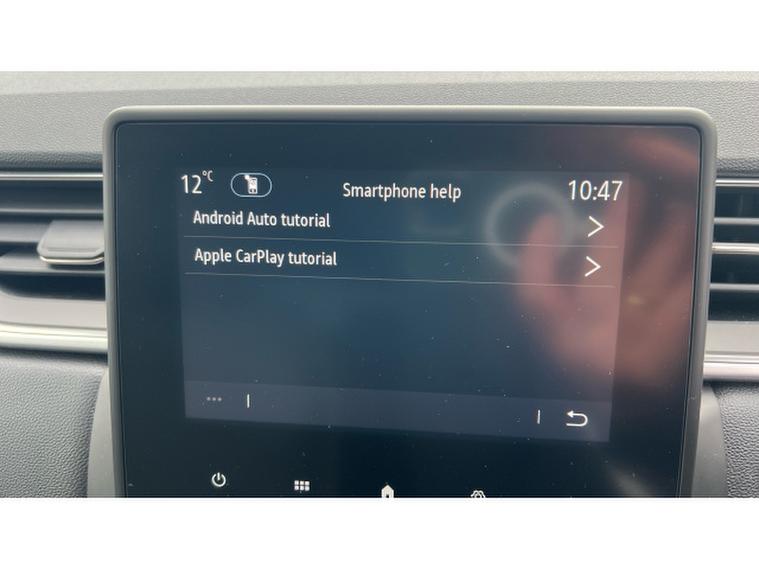 12°C Smartphone help 10:47
Android Auto tutorial
Apple CarPlay tutorial